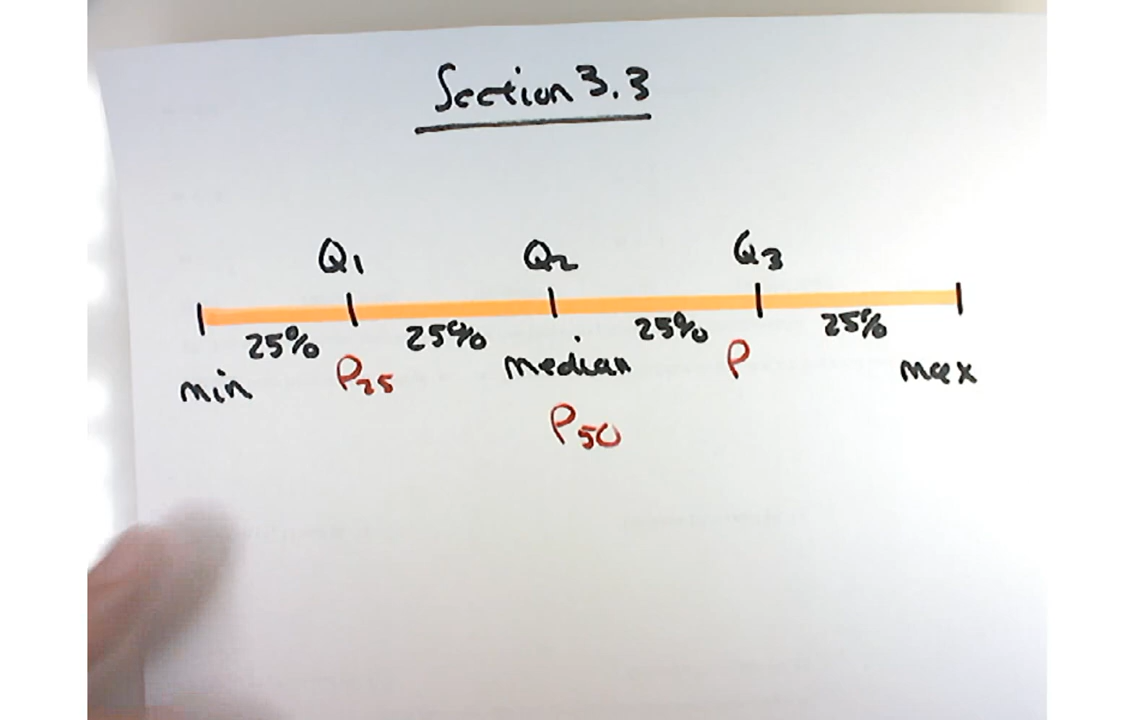 Section 3.3
Q1 Q2 Q3
25% 25% 25% 25%
min P25 median P max
P50